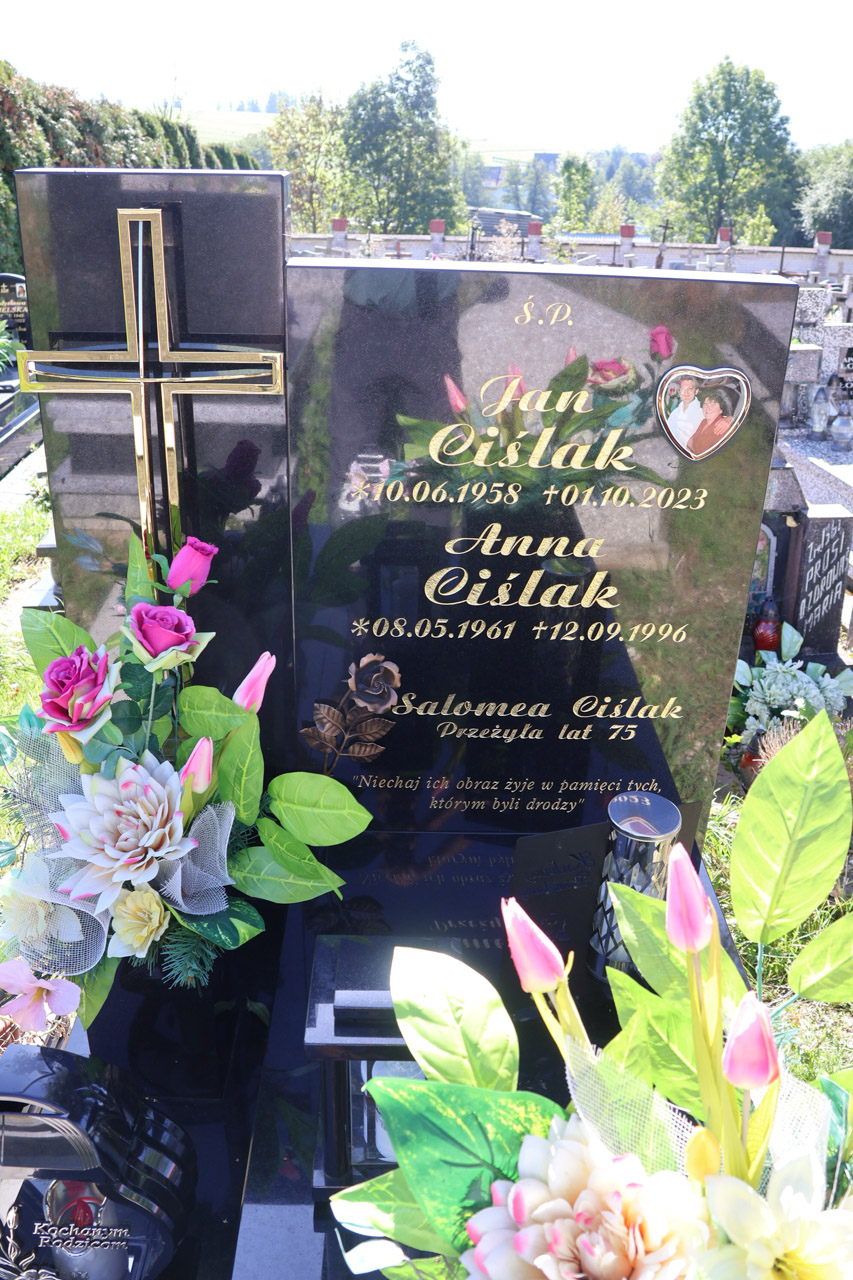 Ś.P.
Jan
Ciślak
*10.06.1958 †01.10.2023
Anna
Ciślak
*08.05.1961 †12.09.1996
Salomea Ciślak
Przeżyła lat 75
"Niechaj ich obraz żyje w pamięci tych,
którym byli drodzy"
Kochanym
Rodzicom
MARIA